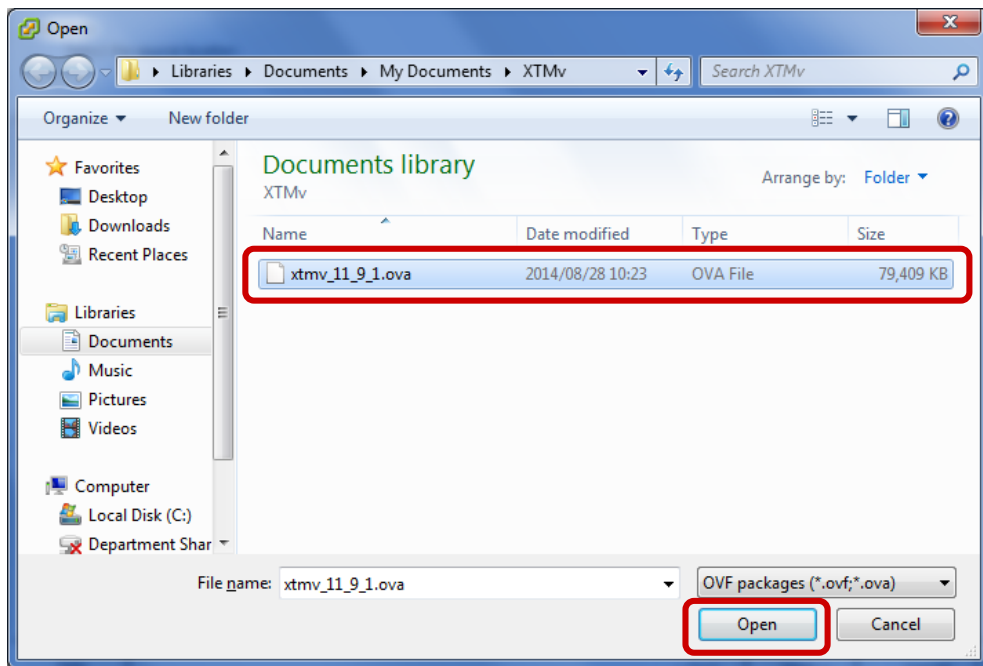 Open
Libraries Documents My Documents XTMv Search XTMv
Organize New folder
Favorites
Desktop
Downloads
Recent Places
Libraries
Documents
Music
Pictures
Videos
Computer
Local Disk (C:)
Department Shar
Documents library
XTMv
Arrange by: Folder
Name Date modified Type Size
xtmv_11_9_1.ova 2014/08/28 10:23 OVA File 79,409 KB
File name: xtmv_11_9_1.ova OVF packages (*.ovf;*.ova)
Open Cancel